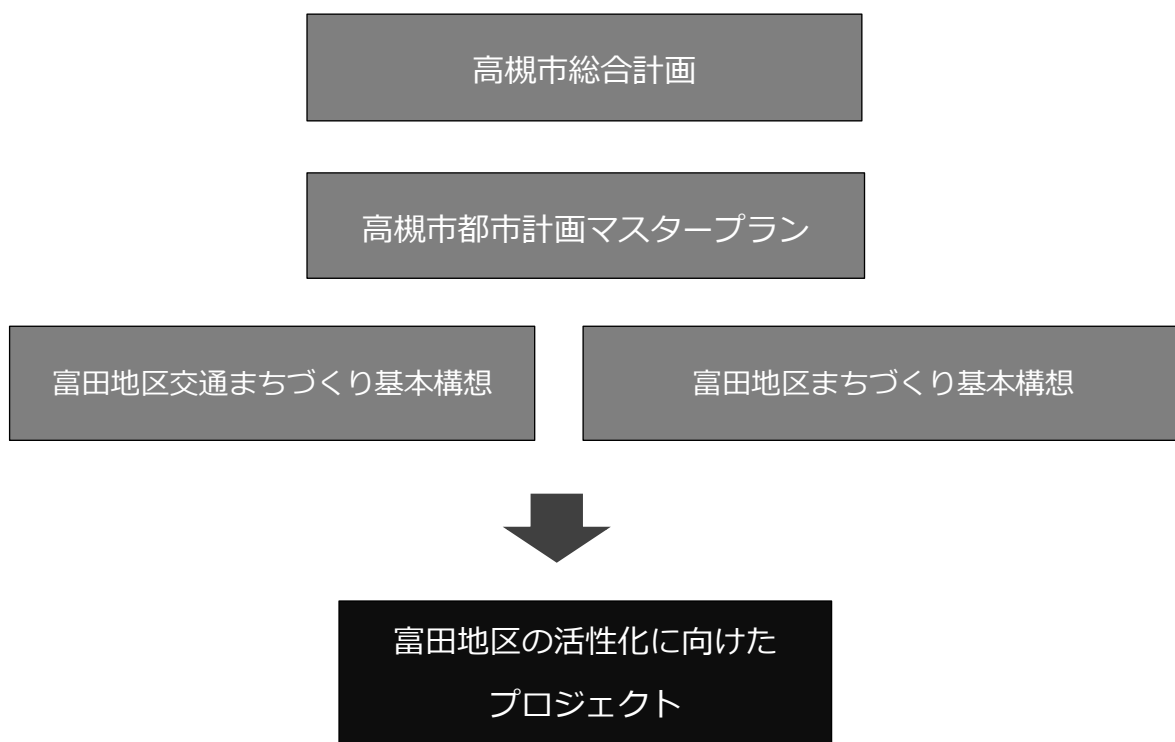 高槻市総合計画
高槻市都市計画マスタープラン
富田地区交通まちづくり基本構想
富田地区まちづくり基本構想
富田地区の活性化に向けた
プロジェクト